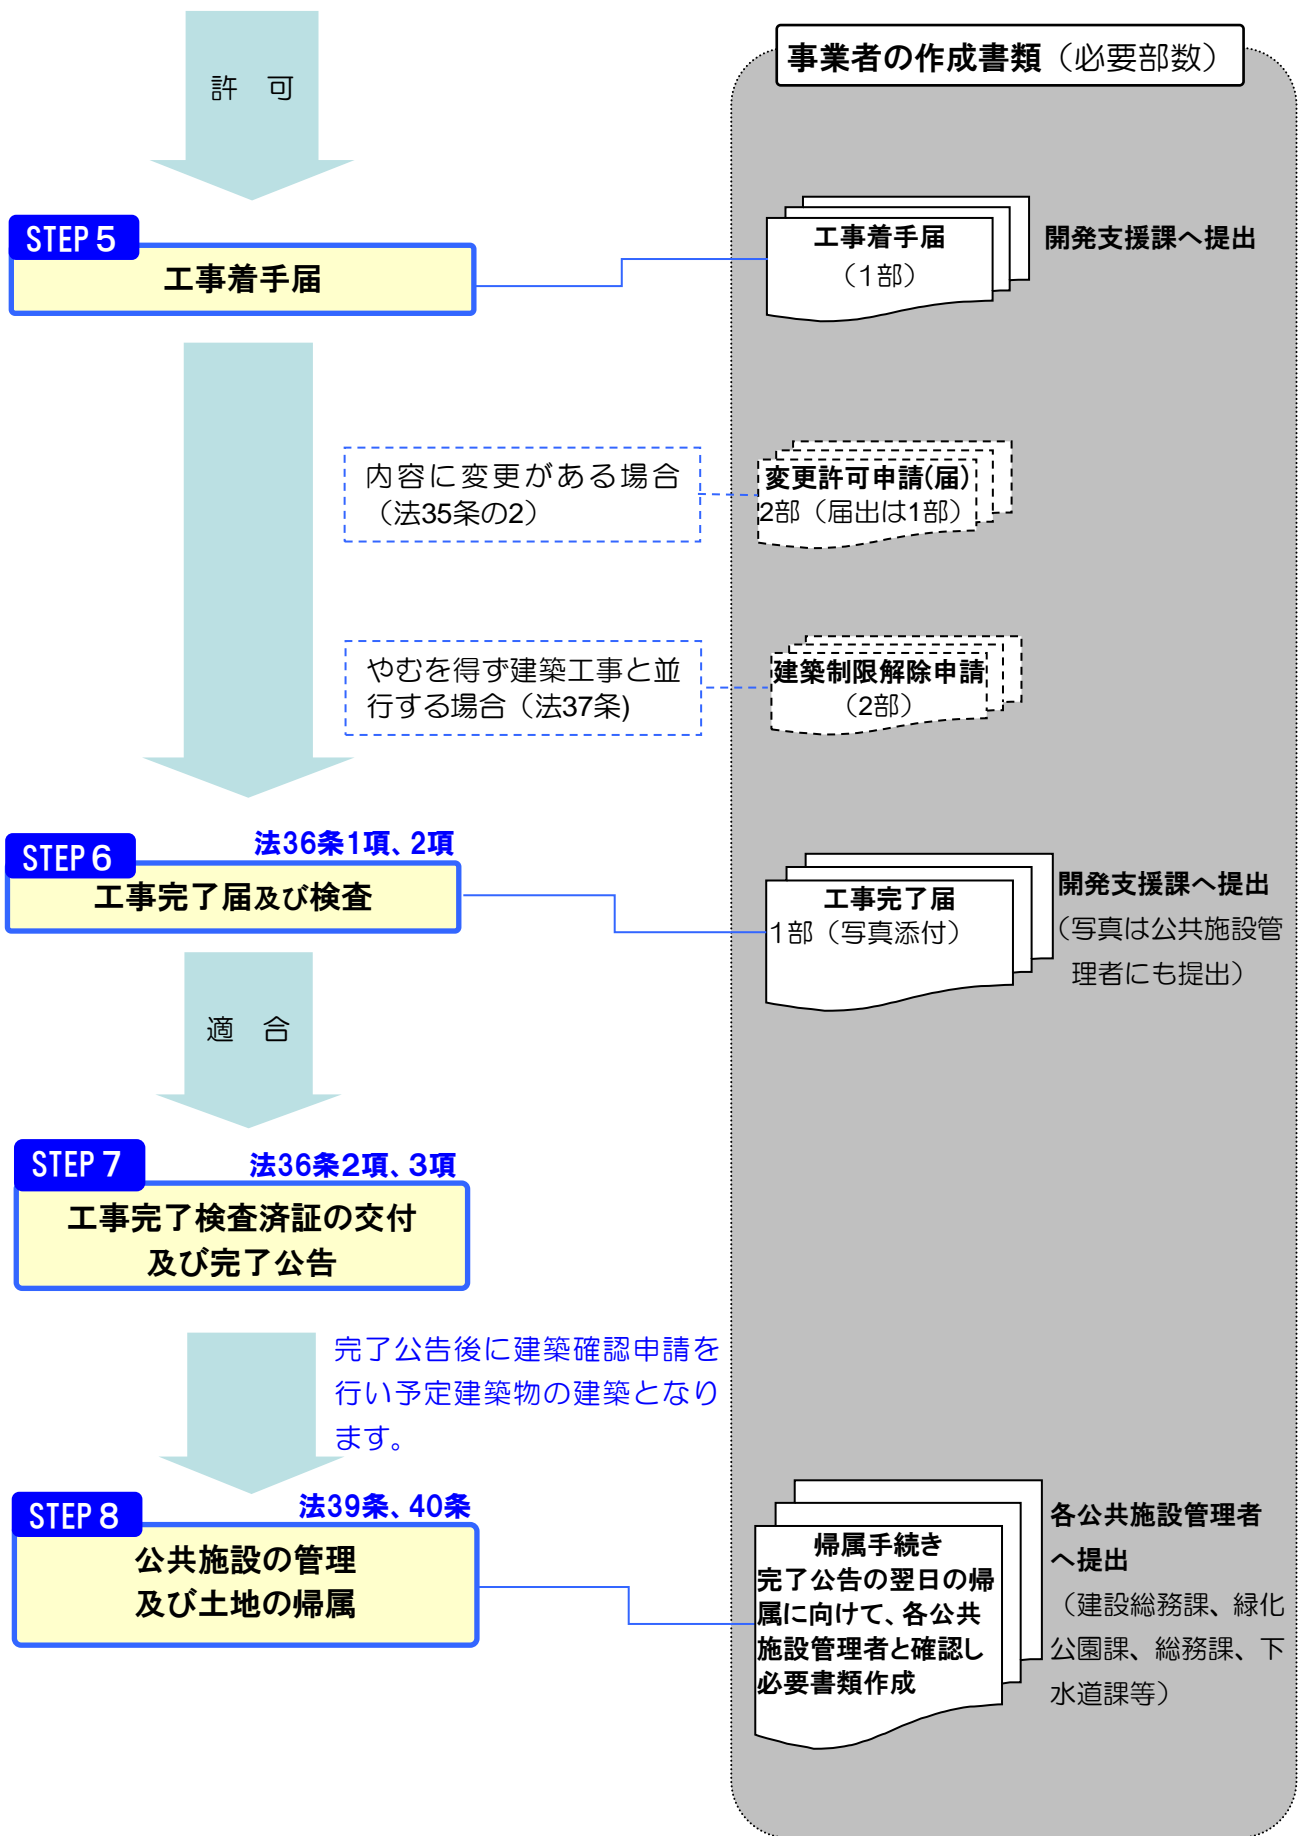 事業者の作成書類（必要部数）
許　可
STEP５
工事着手届
工事着手届
（1部）
開発支援課へ提出
内容に変更がある場合
（法35条の2）
変更許可申請(届)
2部（届出は1部）
やむを得ず建築工事と並
行する場合（法37条)
建築制限解除申請
（2部）
STEP６
法36条1項、2項
工事完了届及び検査
工事完了届
1部（写真添付）
開発支援課へ提出
（写真は公共施設管
理者にも提出）
適　合
STEP７
法36条２項、３項
工事完了検査済証の交付
及び完了公告
完了公告後に建築確認申請を
行い予定建築物の建築となり
ます。
STEP８
法39条、40条
公共施設の管理
及び土地の帰属
帰属手続き
完了公告の翌日の帰
属に向けて、各公共
施設管理者と確認し
必要書類作成
各公共施設管理者
へ提出
（建設総務課、緑化
公園課、総務課、下
水道課等）